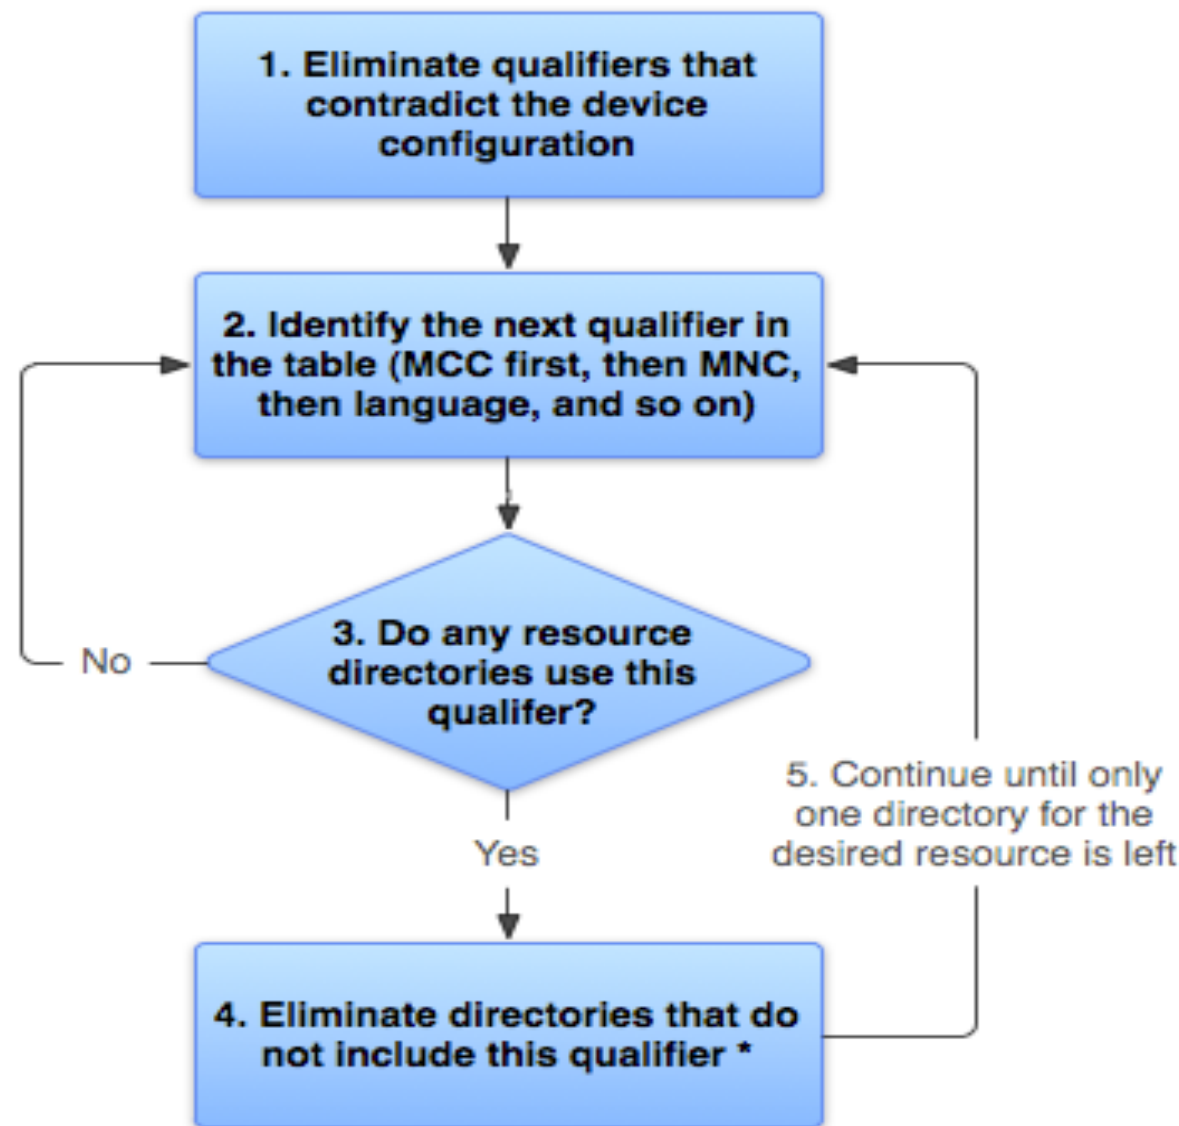 1. Eliminate qualifiers that
contradict the device
configuration
2. Identify the next qualifier in
the table (MCC first, then MNC,
then language, and so on)
3. Do any resource
directories use this
qualifer?
No
Yes
5. Continue until only
one directory for the
desired resource is left
4. Eliminate directories that do
not include this qualifier *